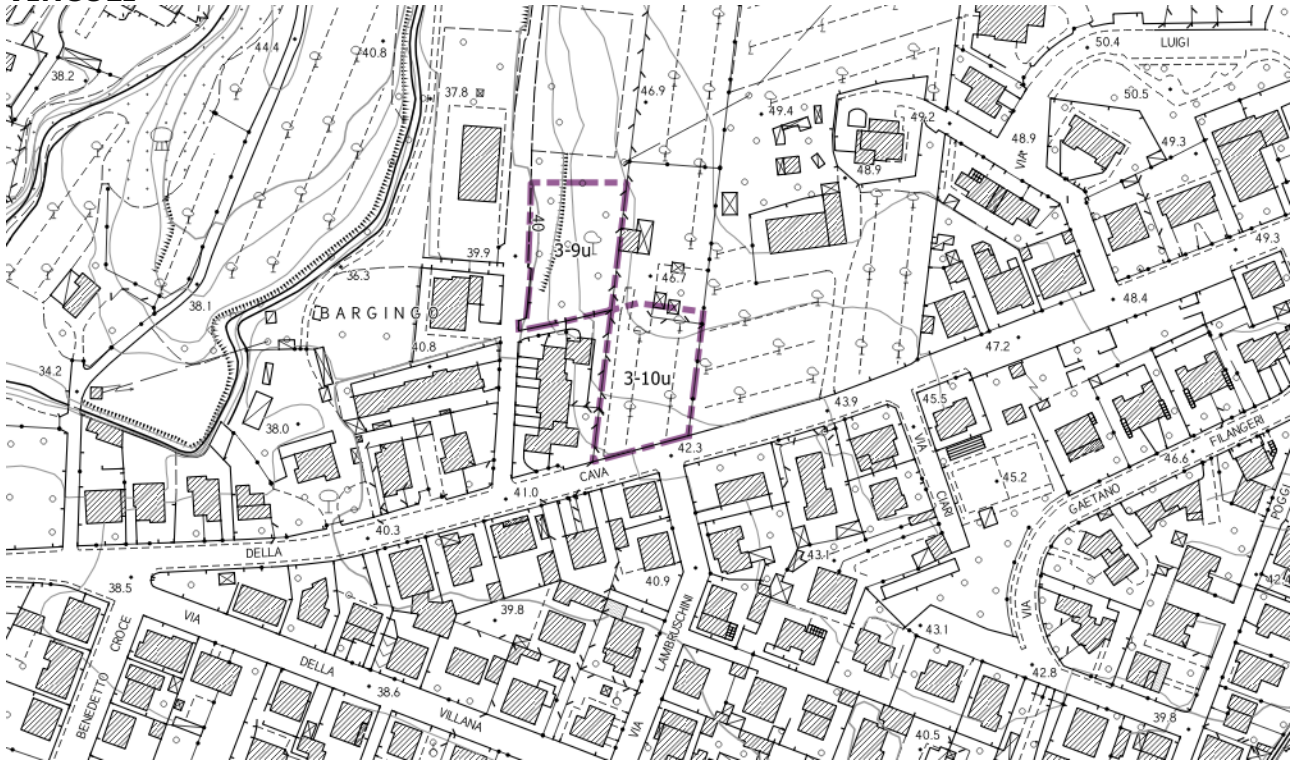 44.4
40.8
38.2
37.8
46.9
49.4
49.2
50.4
LUIGI
50.5
48.9
VIA
49.3
48.9
40
3-9u
39.9
146.7
36.3
38.1
BARGINGO
40.8
49.3
48.4
47.2
34.2
3-10u
43.9
45.5
VIA
CIARI
38.0
42.3
CAVA
41.0
45.2
46.6
FILANGERI
GAETANO
POGGI
40.3
DELLA
43.1
40.9
38.5
42.4
VIA
39.8
LAMBRUSCHINI
VIA
43.1
CROCE
BENEDETTO
VIA
DELLA
38.6
VILLANA
42.8
39.8
40.5